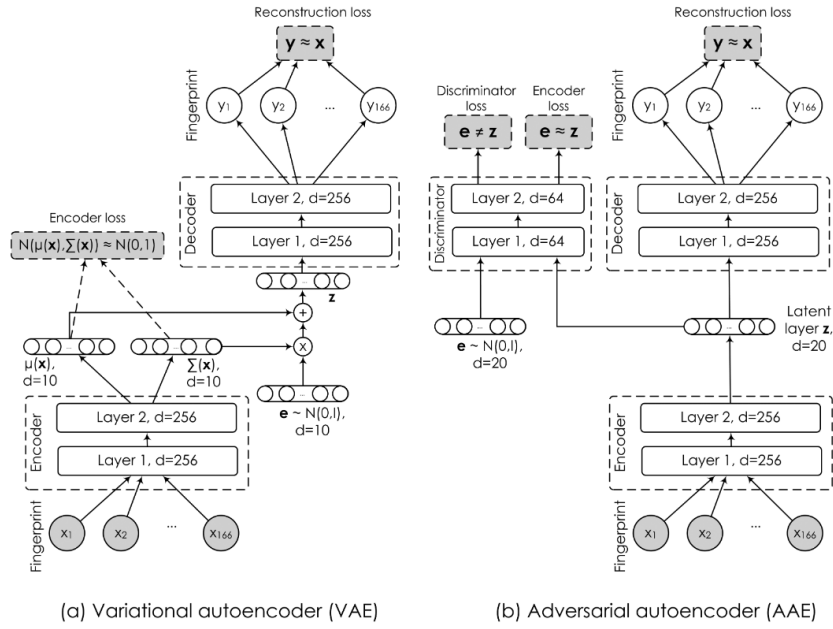 Reconstruction loss
y ≈ x
Fingerprint
y1
y2
...
y166
Decoder
Layer 2, d=256
Layer 1, d=256
Encoder loss
N(μ(x),∑(x)) ≈ N(0,1)
...
z
+
x
...
μ(x),
d=10
...
∑(x),
d=10
...
e ~ N(0,I),
d=10
Encoder
Layer 2, d=256
Layer 1, d=256
Fingerprint
x1
x2
...
x166
(a) Variational autoencoder (VAE)
Reconstruction loss
y ≈ x
Fingerprint
y1
y2
...
y166
Discriminator
loss
e ≠ z
Encoder
loss
e ≈ z
Discriminator
Layer 2, d=64
Layer 1, d=64
Decoder
Layer 2, d=256
Layer 1, d=256
...
e ~ N(0,I),
d=20
...
Latent
layer z,
d=20
Encoder
Layer 2, d=256
Layer 1, d=256
Fingerprint
x1
x2
...
x166
(b) Adversarial autoencoder (AAE)